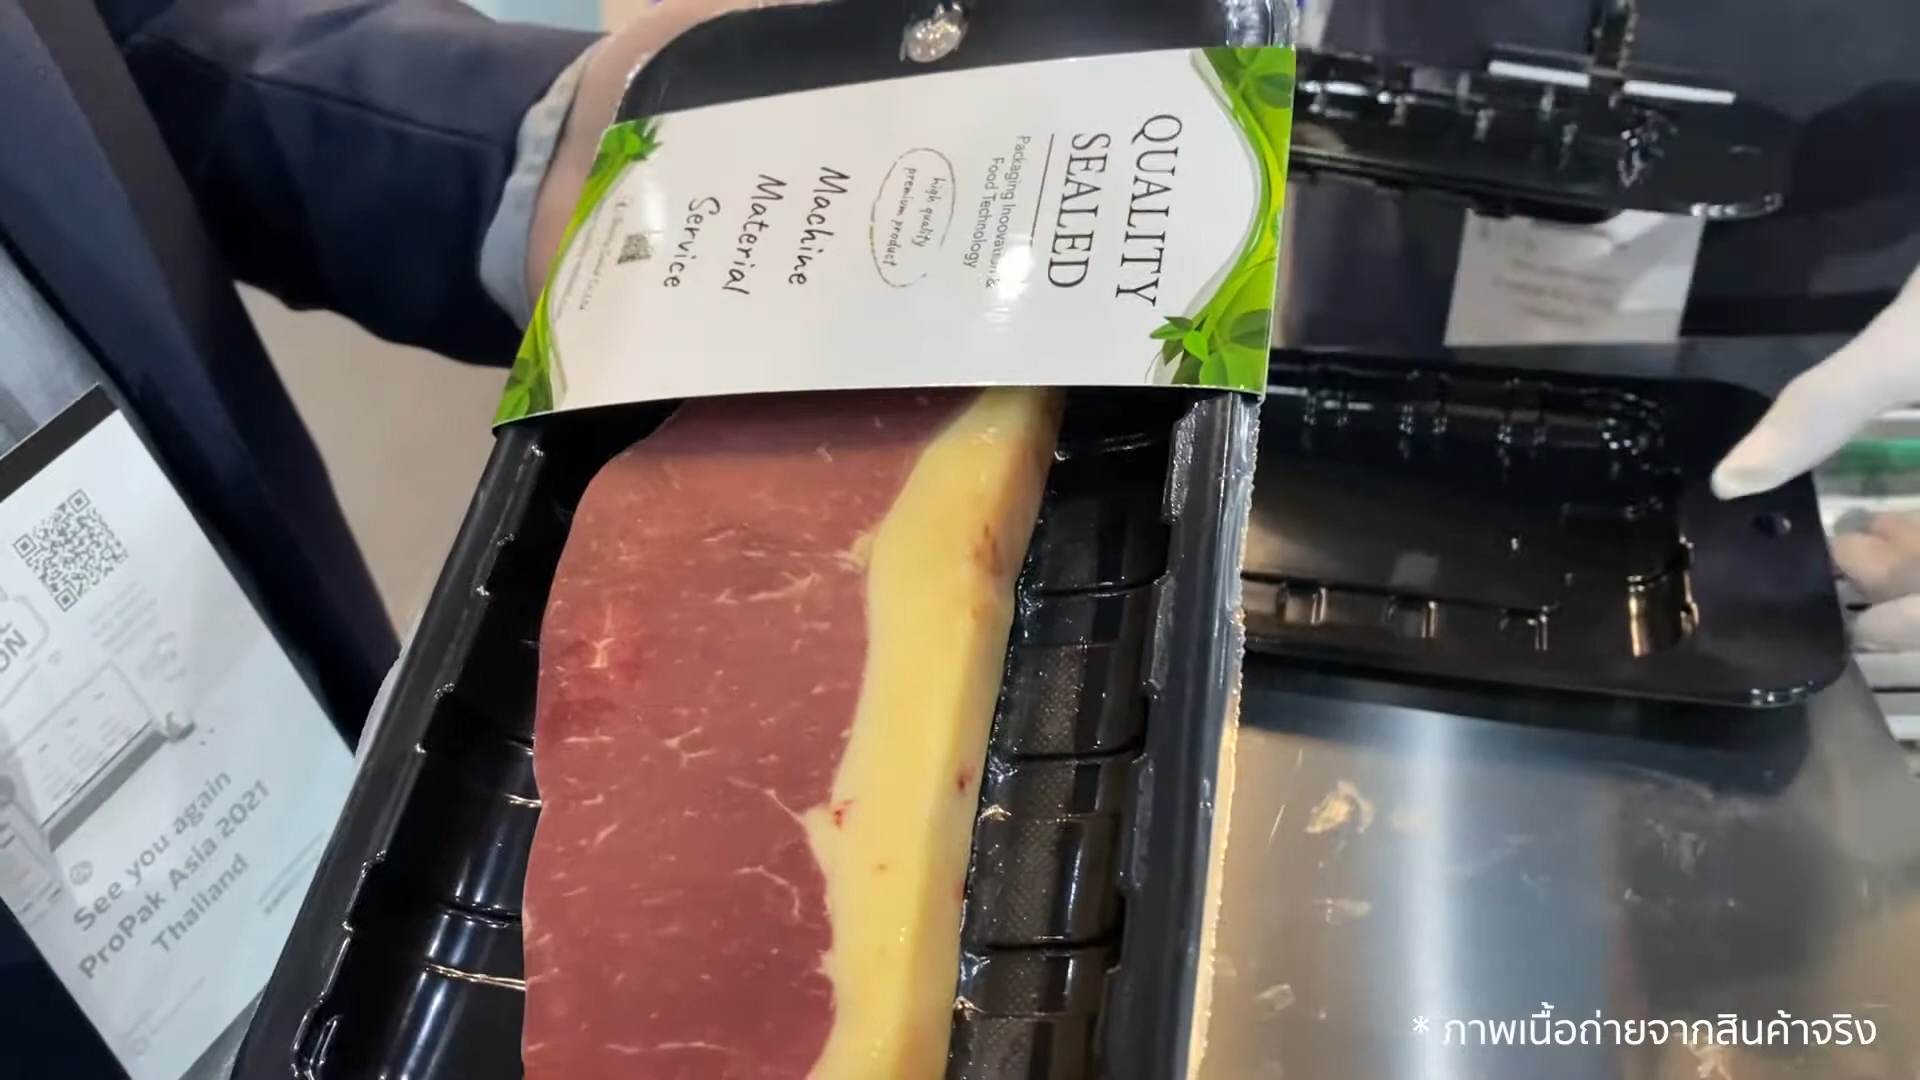 QUALITY
SEALED
Packaging Inoovation &
Food Technology
high quality
premium product
Machine
Material
Service
ON
See you again
ProPak Asia 2021
Thailand
* ภาพเนื้อถ่ายจากสินค้าจริง